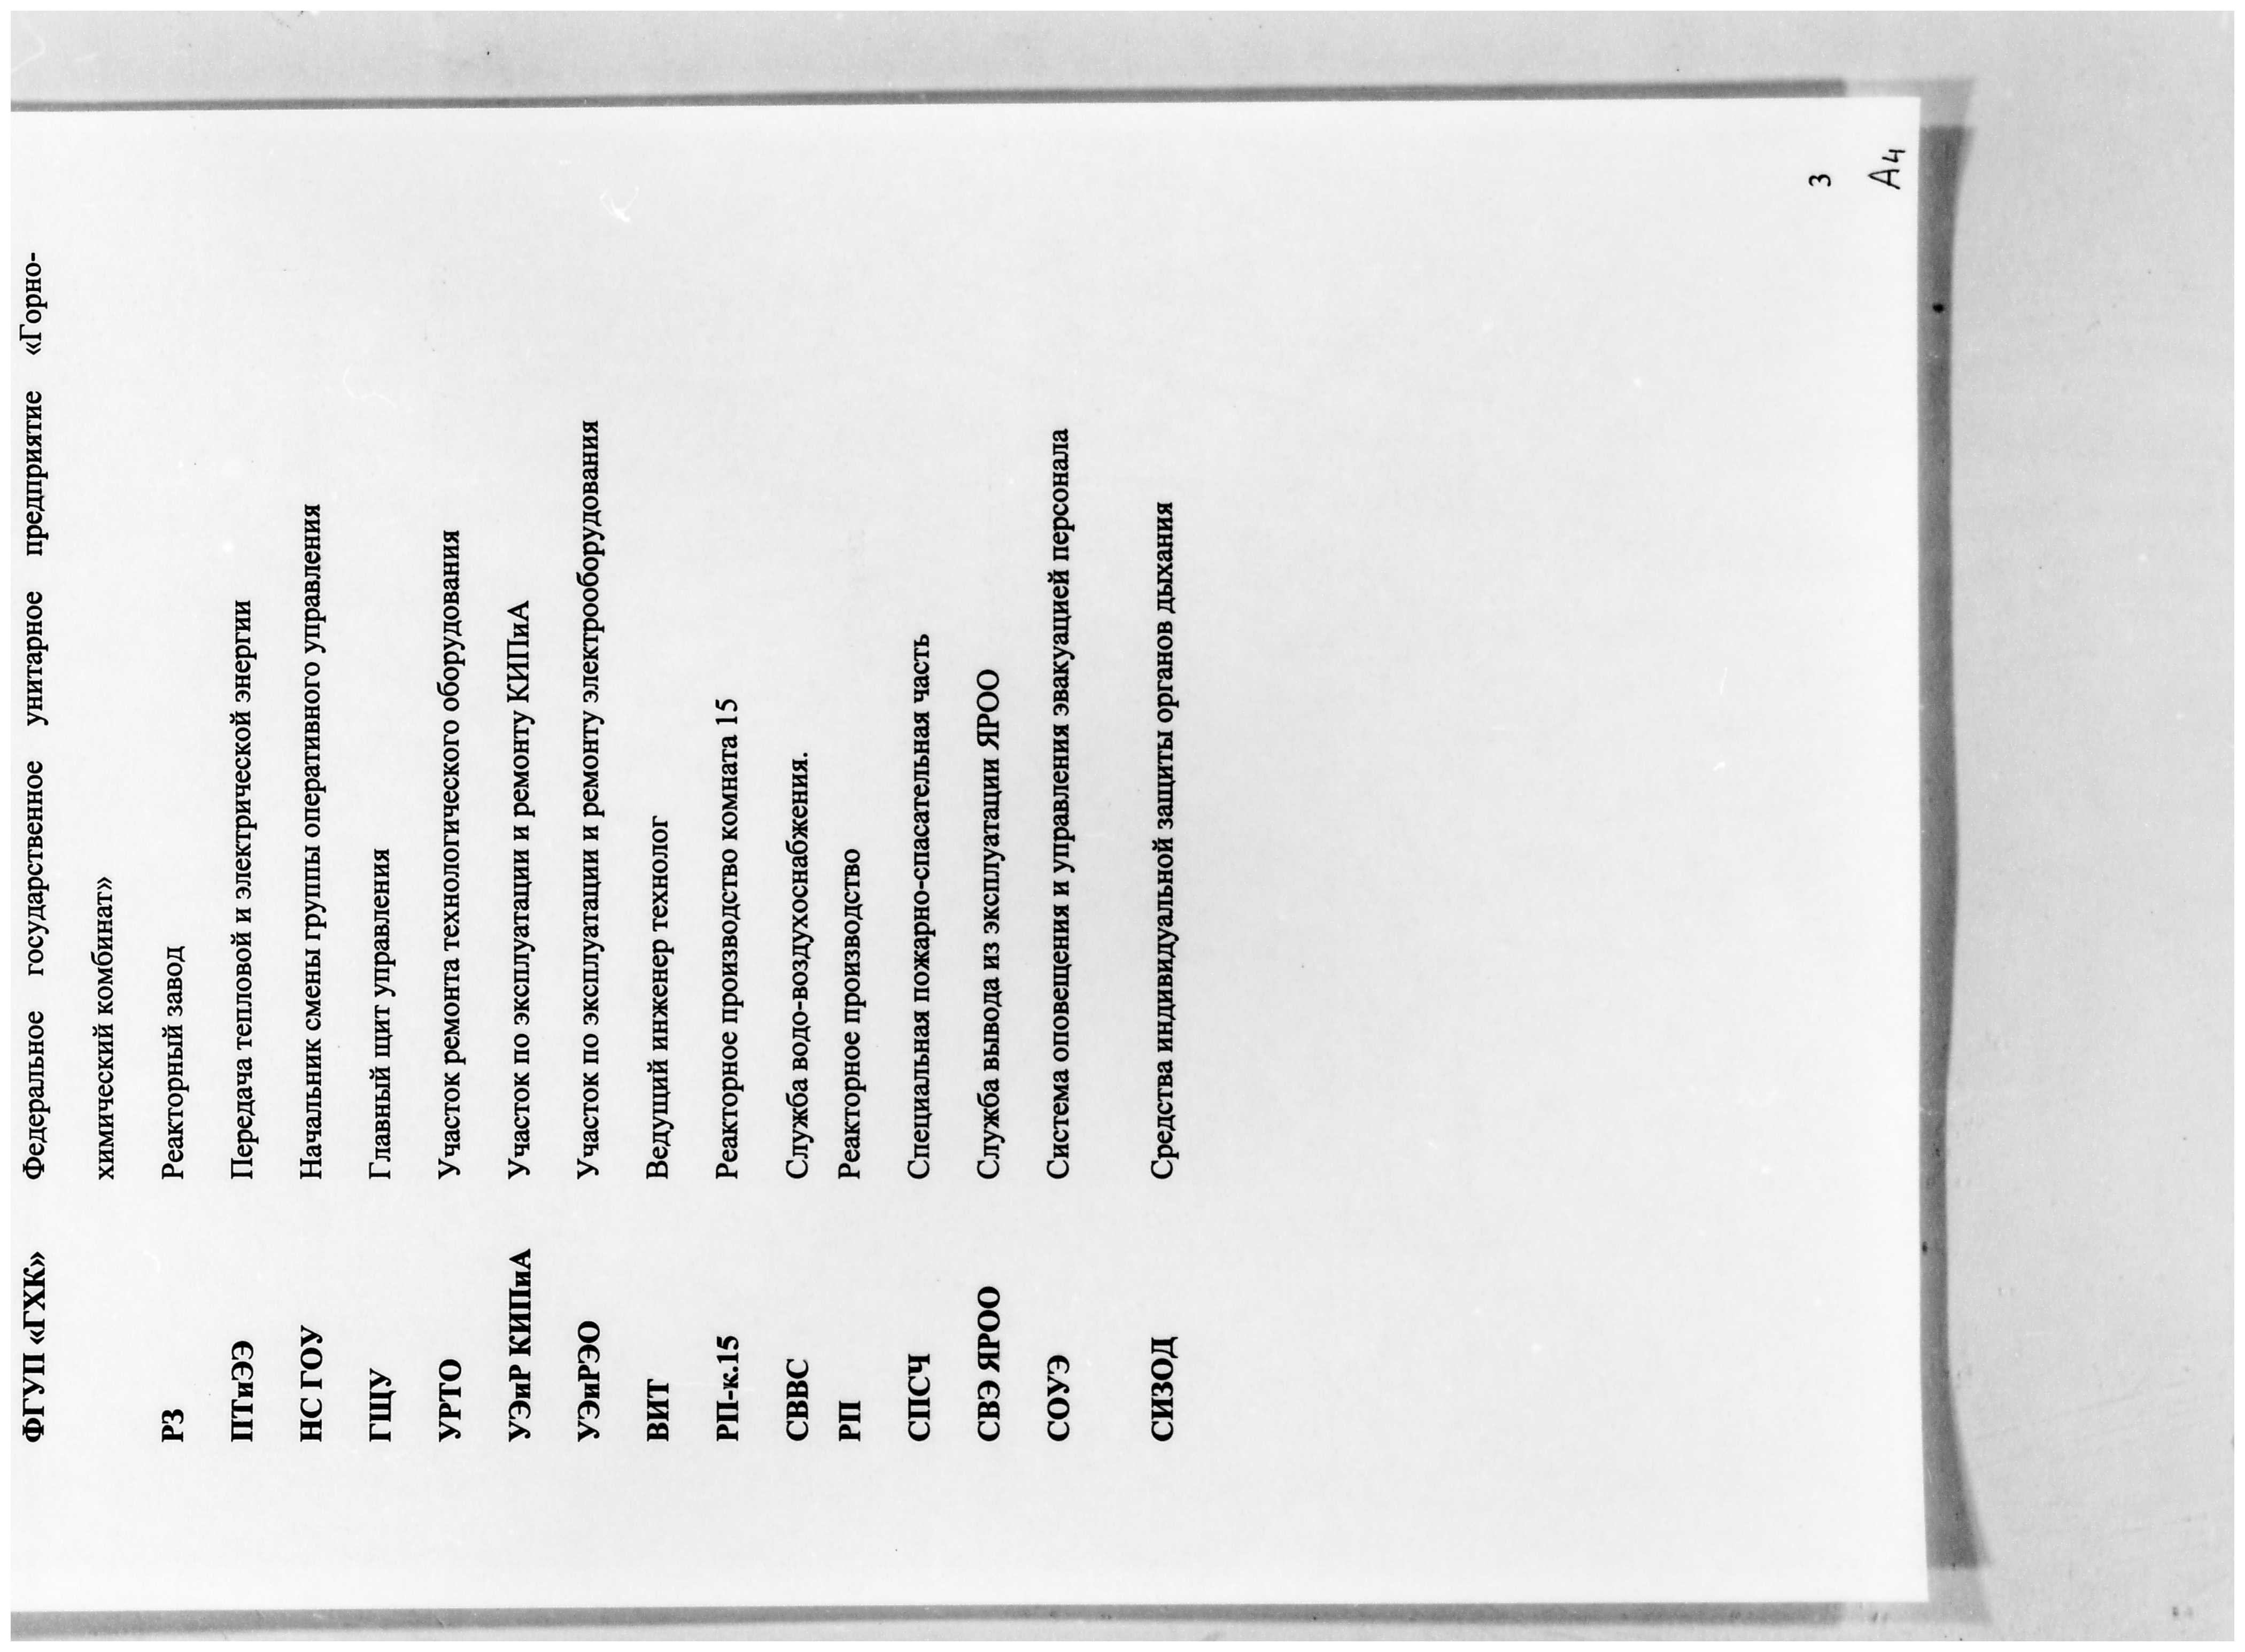 ФГУП «ГХК» Федеральное государственное унитарное предприятие «Горно-
химический комбинат»
РЗ Реакторный завод
ПТиЭЭ Передача тепловой и электрической энергии
НС ГОУ Начальник смены группы оперативного управления
ГЩУ Главный щит управления
УРТО Участок ремонта технологического оборудования
УЭиР КИПиА Участок по эксплуатации и ремонту КИПиА
УЭиРЭО Участок по эксплуатации и ремонту электрооборудования
ВИТ Ведущий инженер технолог
РП-к.15 Реакторное производство комната 15
СВВС Служба водо-воздухоснабжения.
РП Реакторное производство
СПСЧ Специальная пожарно-спасательная часть
СВЭ ЯРОО Служба вывода из эксплуатации ЯРОО
СОУЭ Система оповещения и управления эвакуацией персонала
СИЗОД Средства индивидуальной защиты органов дыхания
3
А4